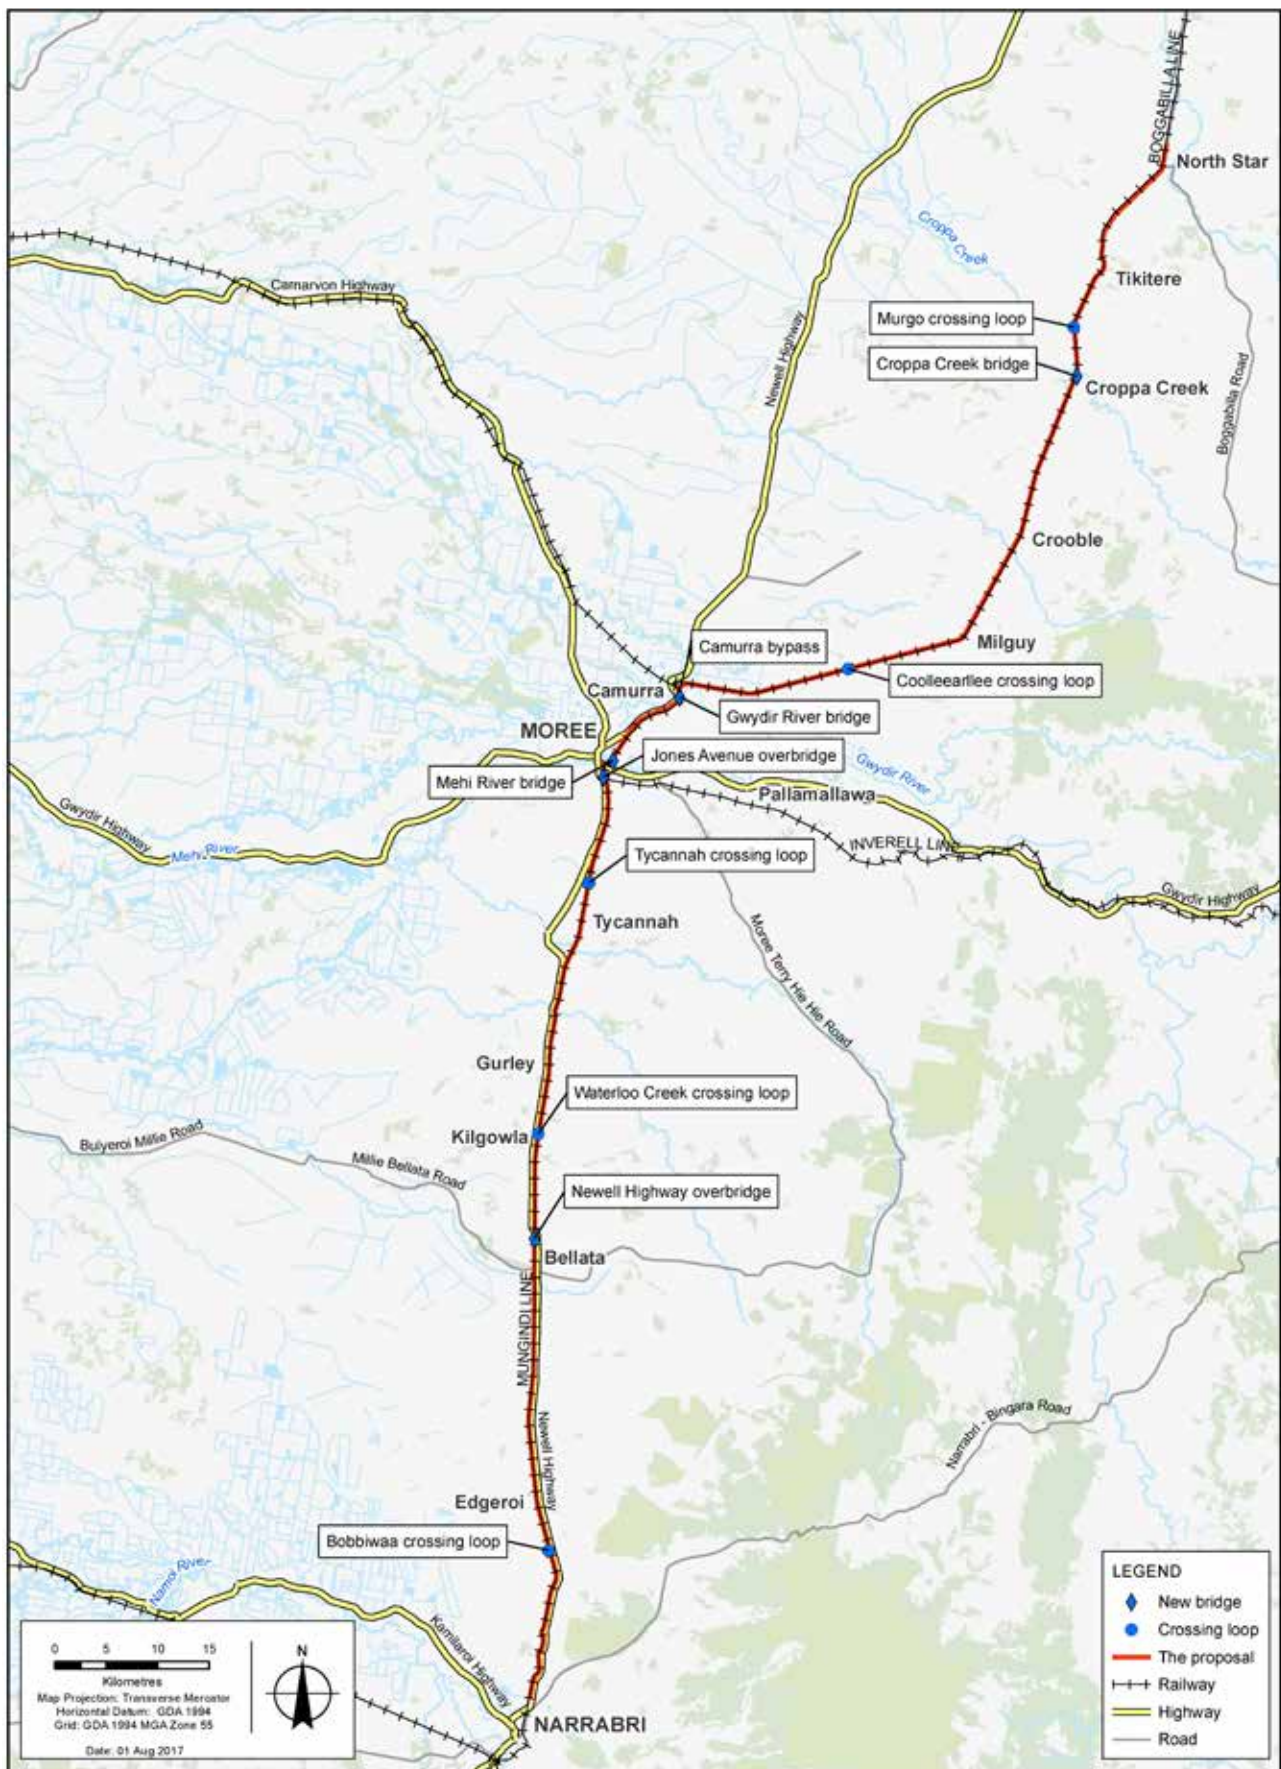 BOGGABILLA LINE
North Star
Croppa
Creek
Tikitere
Carnarvon Highway
Murgo crossing loop
Newell Highway
Croppa Creek bridge
Croppa Creek
Boggabilla Road
Crooble
Milguy
Camurra bypass
Coolleearllee crossing loop
Camurra
Gwydir River bridge
MOREE
Jones Avenue overbridge
Gwydir River
Mehi River bridge
Pallamallawa
Gwydir Highway
Mehi River
INVERELL LINE
Tycannah crossing loop
Gwydir Highway
Tycannah
Moree Terry Hie Hie Road
Gurley
Waterloo Creek crossing loop
Bulyeroi Millie Road
Kilgowla
Millie Bellata Road
Newell Highway overbridge
Bellata
MUNGINDI LINE
Narrabri - Bingara Road
Newell Highway
Edgeroi
Bobbiwaa crossing loop
Namoi River
Kamilaroi Highway
NARRABRI
LEGEND
New bridge
Crossing loop
The proposal
Railway
Highway
Road
0 5 10 15
Kilometres
Map Projection: Transverse Mercator
Horizontal Datum: GDA 1994
Grid: GDA 1994 MGA Zone 55
Date: 01 Aug 2017
N